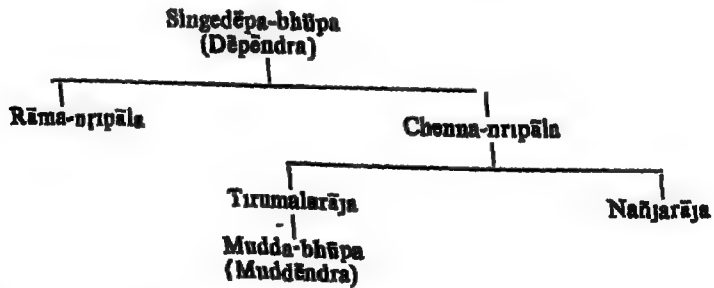 Singedēpa-bhūpa
(Dēpēndra)
Rāma-nṛipāla
Chenna-nṛipāla
Tirumalarāja
Nañjarāja
Mudda-bhūpa
(Muddēndra)